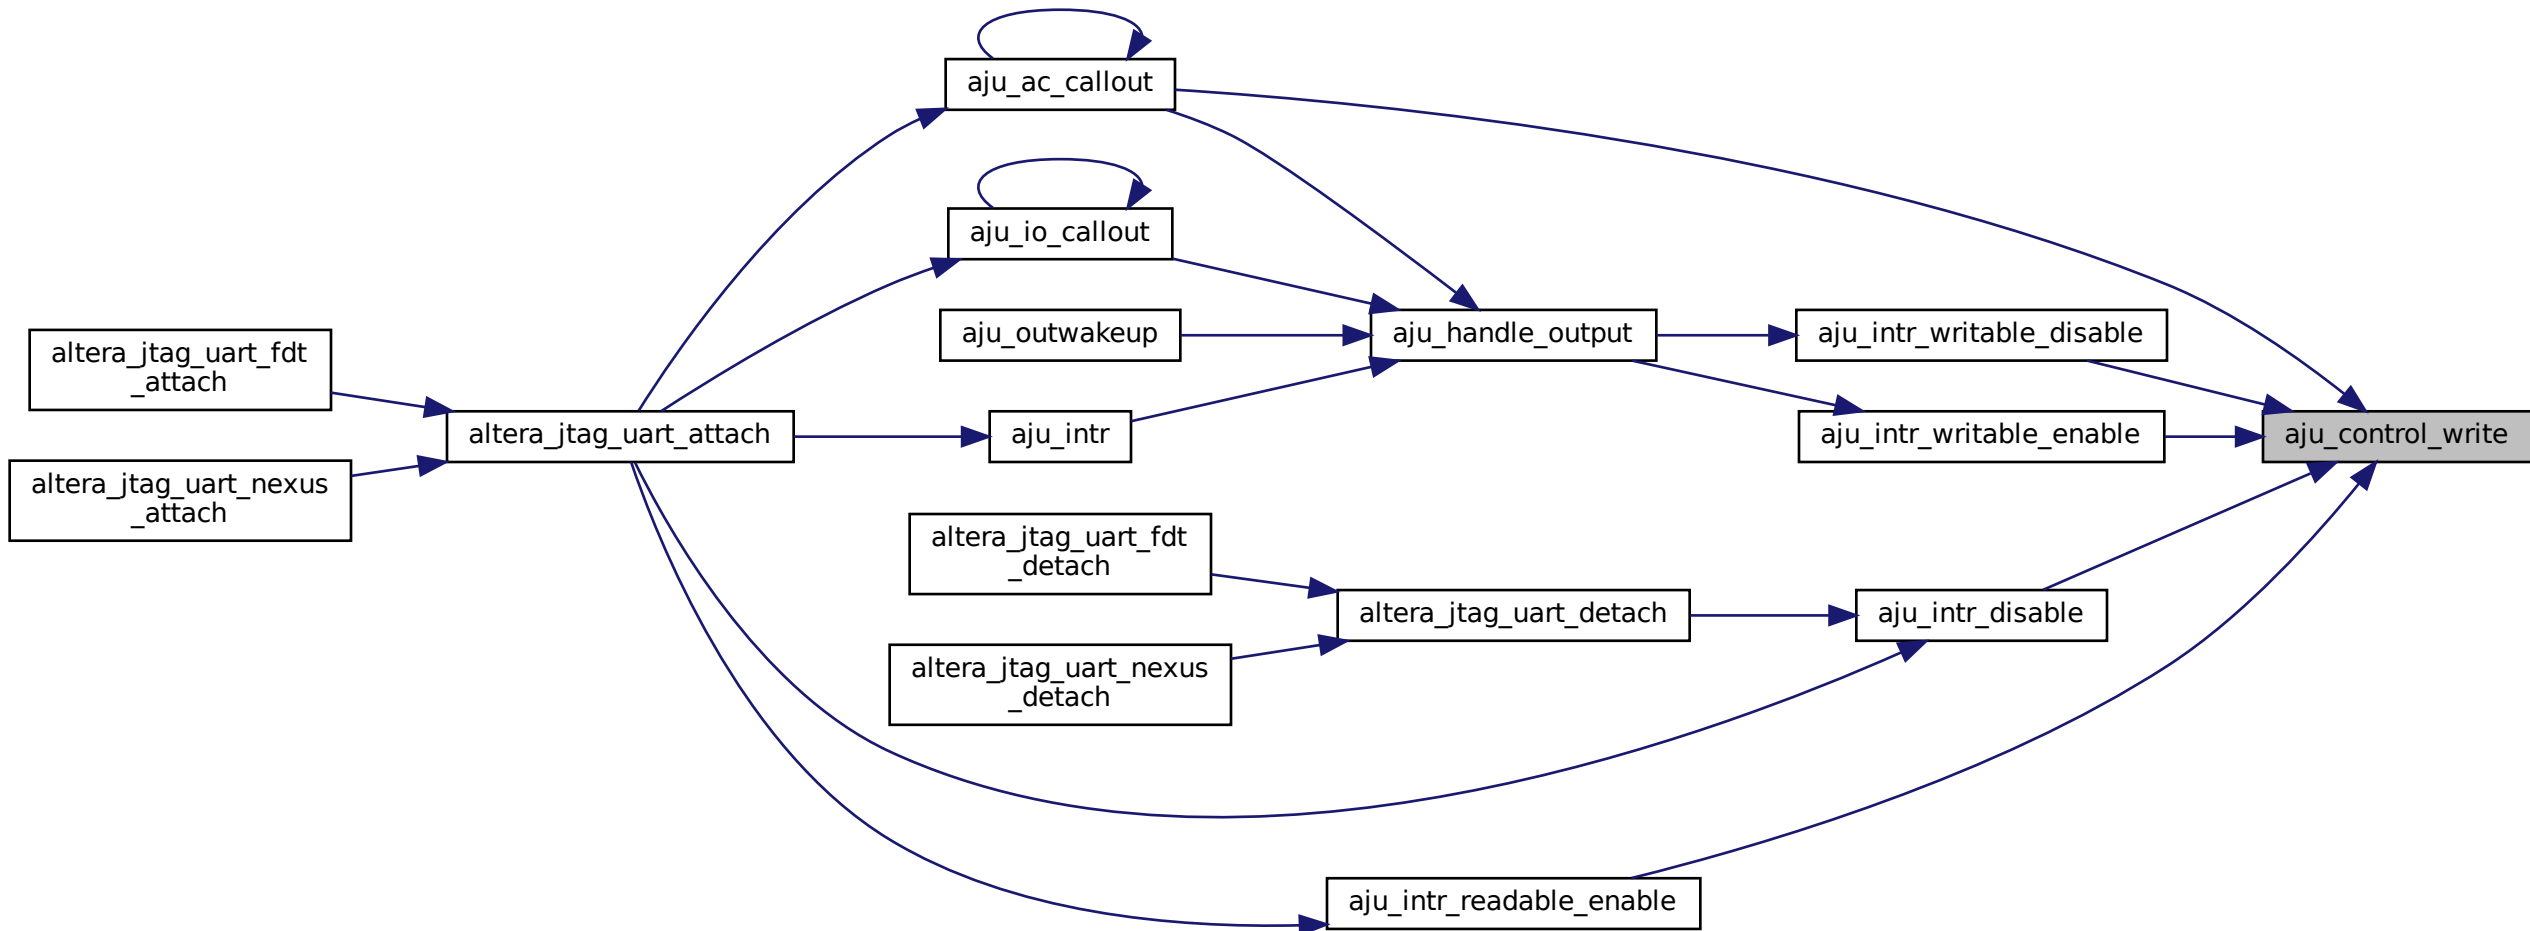 aju_ac_callout
aju_io_callout
aju_outwakeup
aju_handle_output
aju_intr_writable_disable
altera_jtag_uart_fdt
_attach
altera_jtag_uart_attach
aju_intr
aju_intr_writable_enable
aju_control_write
altera_jtag_uart_nexus
_attach
altera_jtag_uart_fdt
_detach
altera_jtag_uart_detach
aju_intr_disable
altera_jtag_uart_nexus
_detach
aju_intr_readable_enable